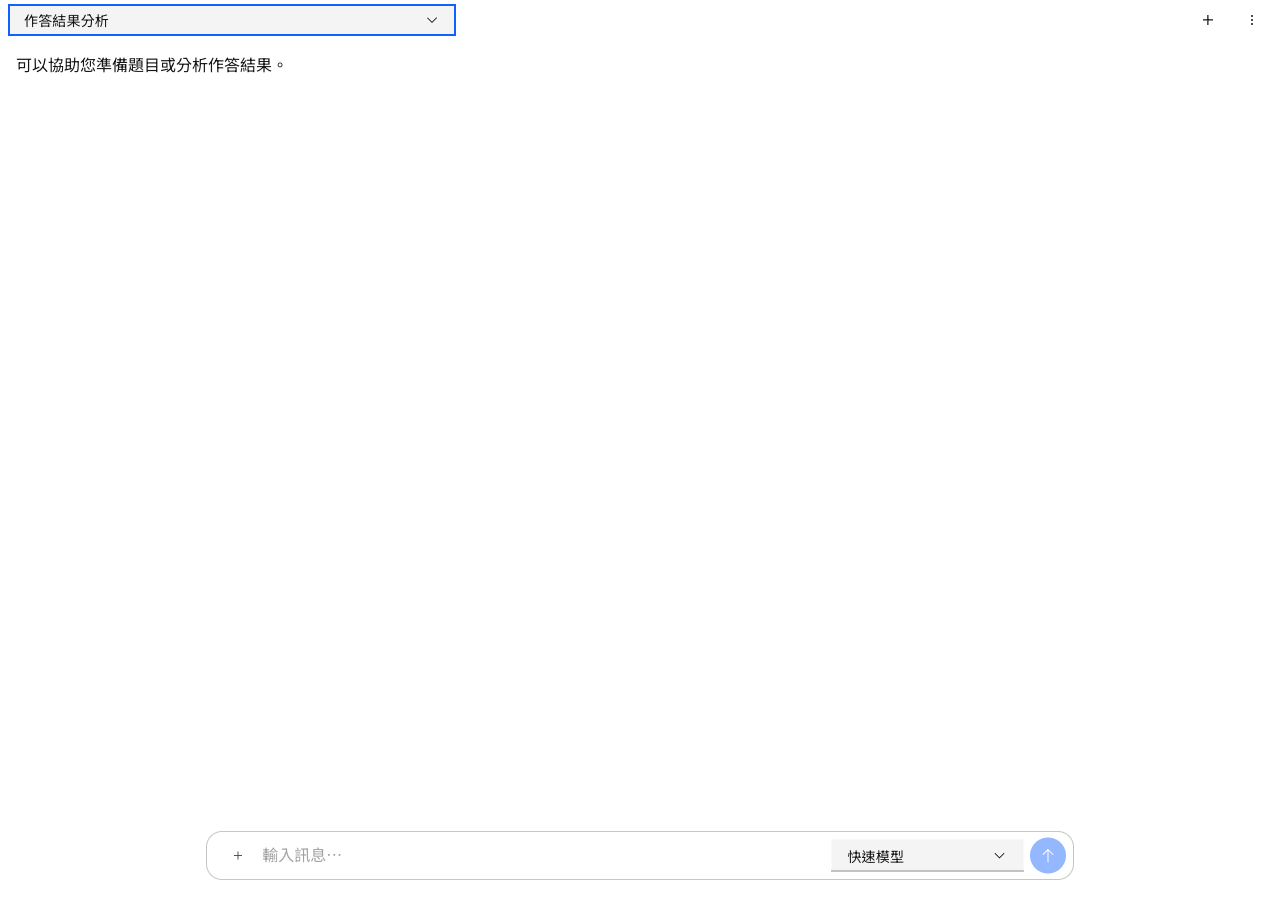 作答結果分析
可以協助您準備題目或分析作答結果。
輸入訊息⋯
快速模型